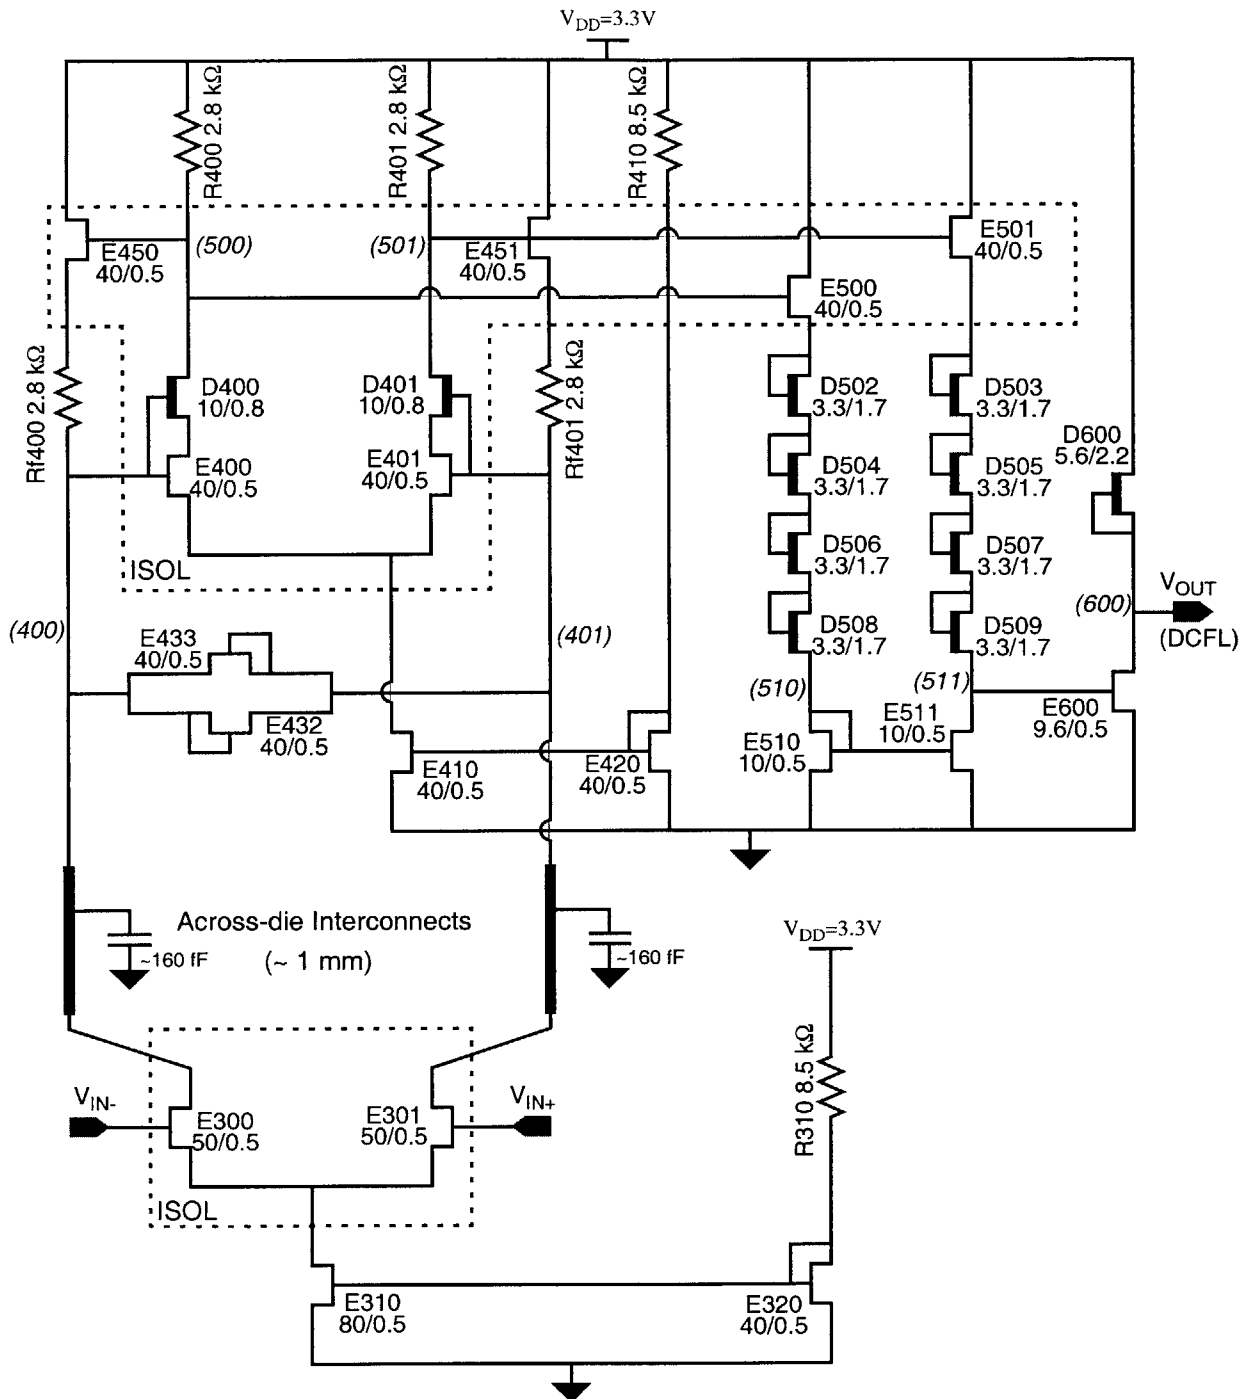 V_DD=3.3V
R400 2.8 kΩ
R401 2.8 kΩ
R410 8.5 kΩ
E450
40/0.5
(500)
(501)
E451
40/0.5
E501
40/0.5
E500
40/0.5
Rf400 2.8 kΩ
D400
10/0.8
D401
10/0.8
Rf401 2.8 kΩ
D502
3.3/1.7
D503
3.3/1.7
D600
5.6/2.2
E400
40/0.5
E401
40/0.5
D504
3.3/1.7
D505
3.3/1.7
ISOL
D506
3.3/1.7
D507
3.3/1.7
V_OUT
(DCFL)
(400)
(401)
(600)
E433
40/0.5
D508
3.3/1.7
D509
3.3/1.7
(510)
(511)
E432
40/0.5
E410
40/0.5
E420
40/0.5
E510
10/0.5
E511
10/0.5
E600
9.6/0.5
Across-die Interconnects
(~ 1 mm)
~160 fF
~160 fF
V_DD=3.3V
R310 8.5 kΩ
V_IN-
V_IN+
E300
50/0.5
E301
50/0.5
ISOL
E310
80/0.5
E320
40/0.5